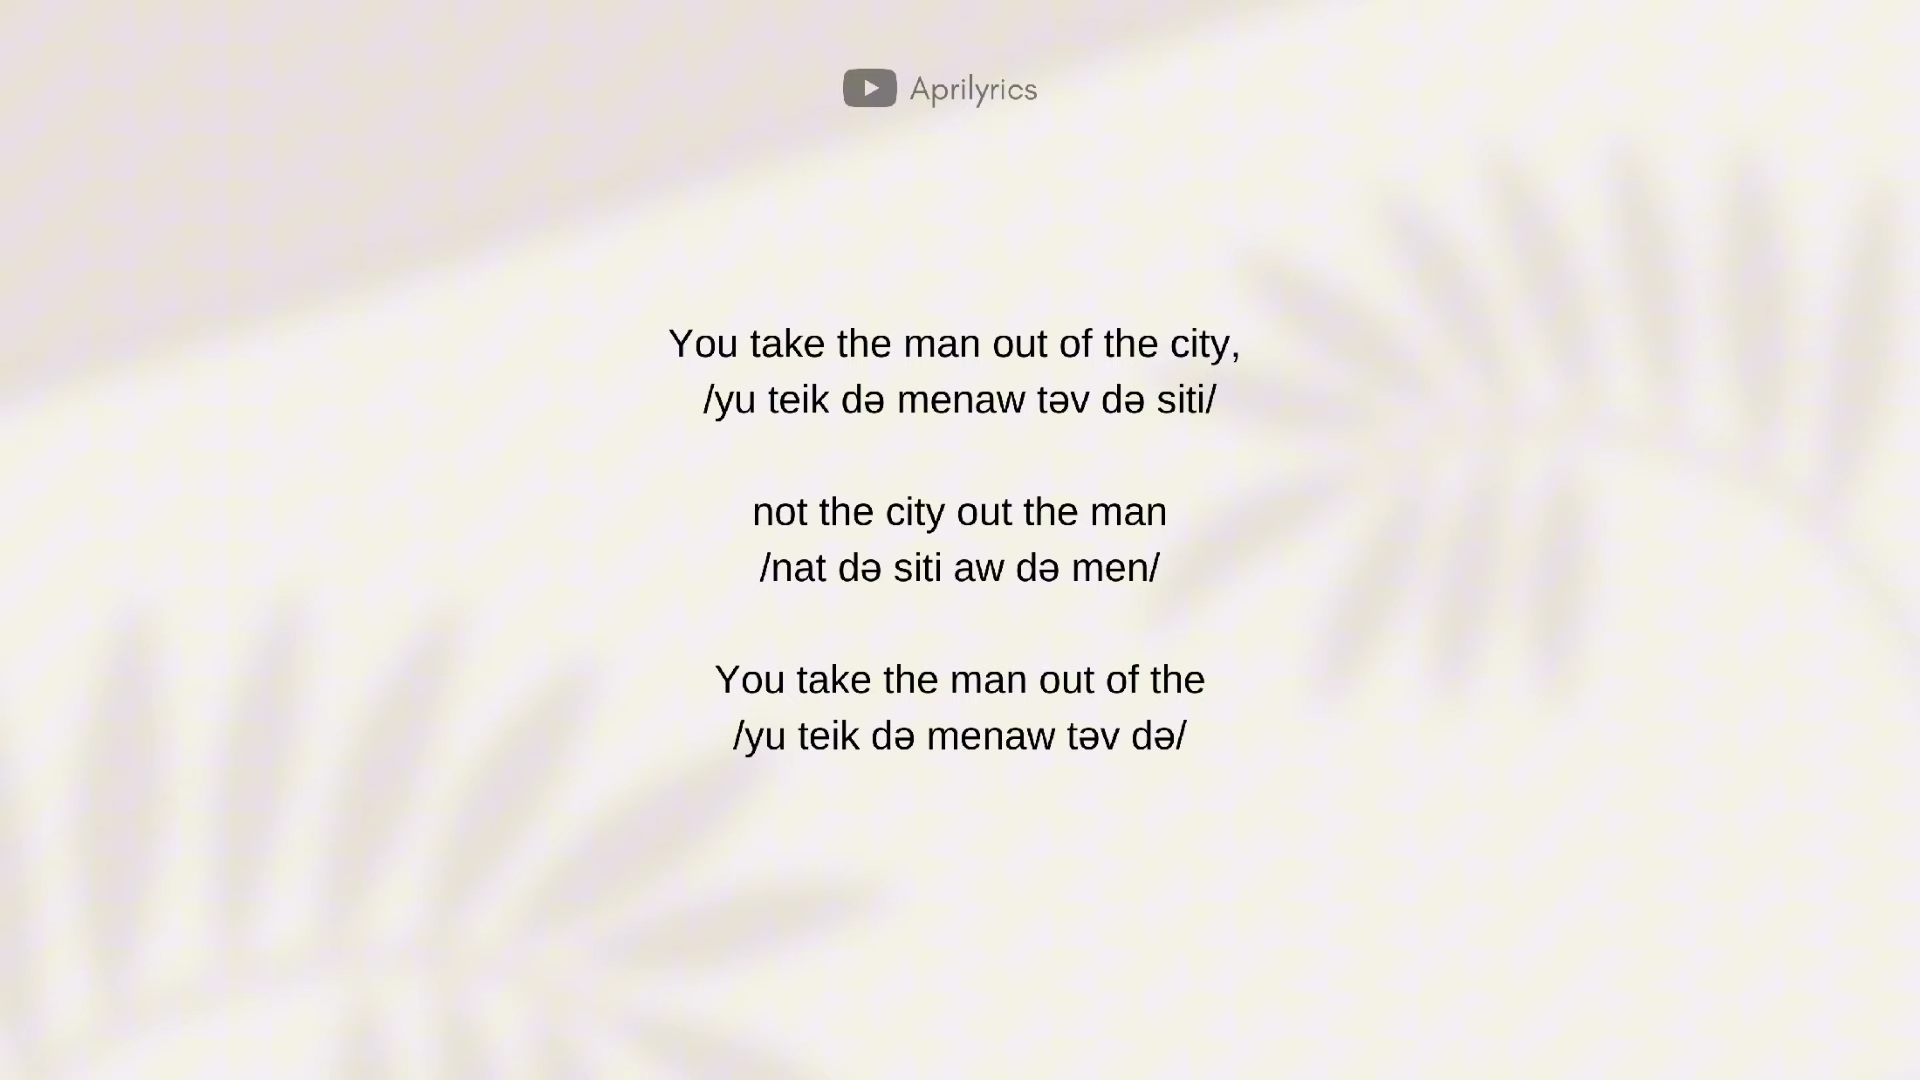 Aprilyrics
You take the man out of the city,
/yu teik də menaw təv də siti/
not the city out the man
/nat də siti aw də men/
You take the man out of the
/yu teik də menaw təv də/